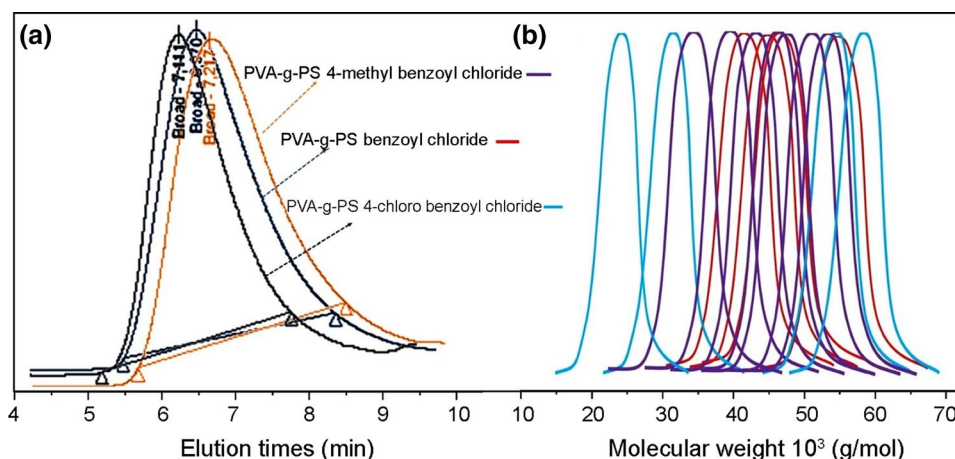 (a)
(b)
Broad - 7,111
Broad -
Broad - 7,217
PVA-g-PS 4-methyl benzoyl chloride
PVA-g-PS benzoyl chloride
PVA-g-PS 4-chloro benzoyl chloride
4 5 6 7 8 9 10
10 20 30 40 50 60 70
Elution times (min)
Molecular weight 10³ (g/mol)